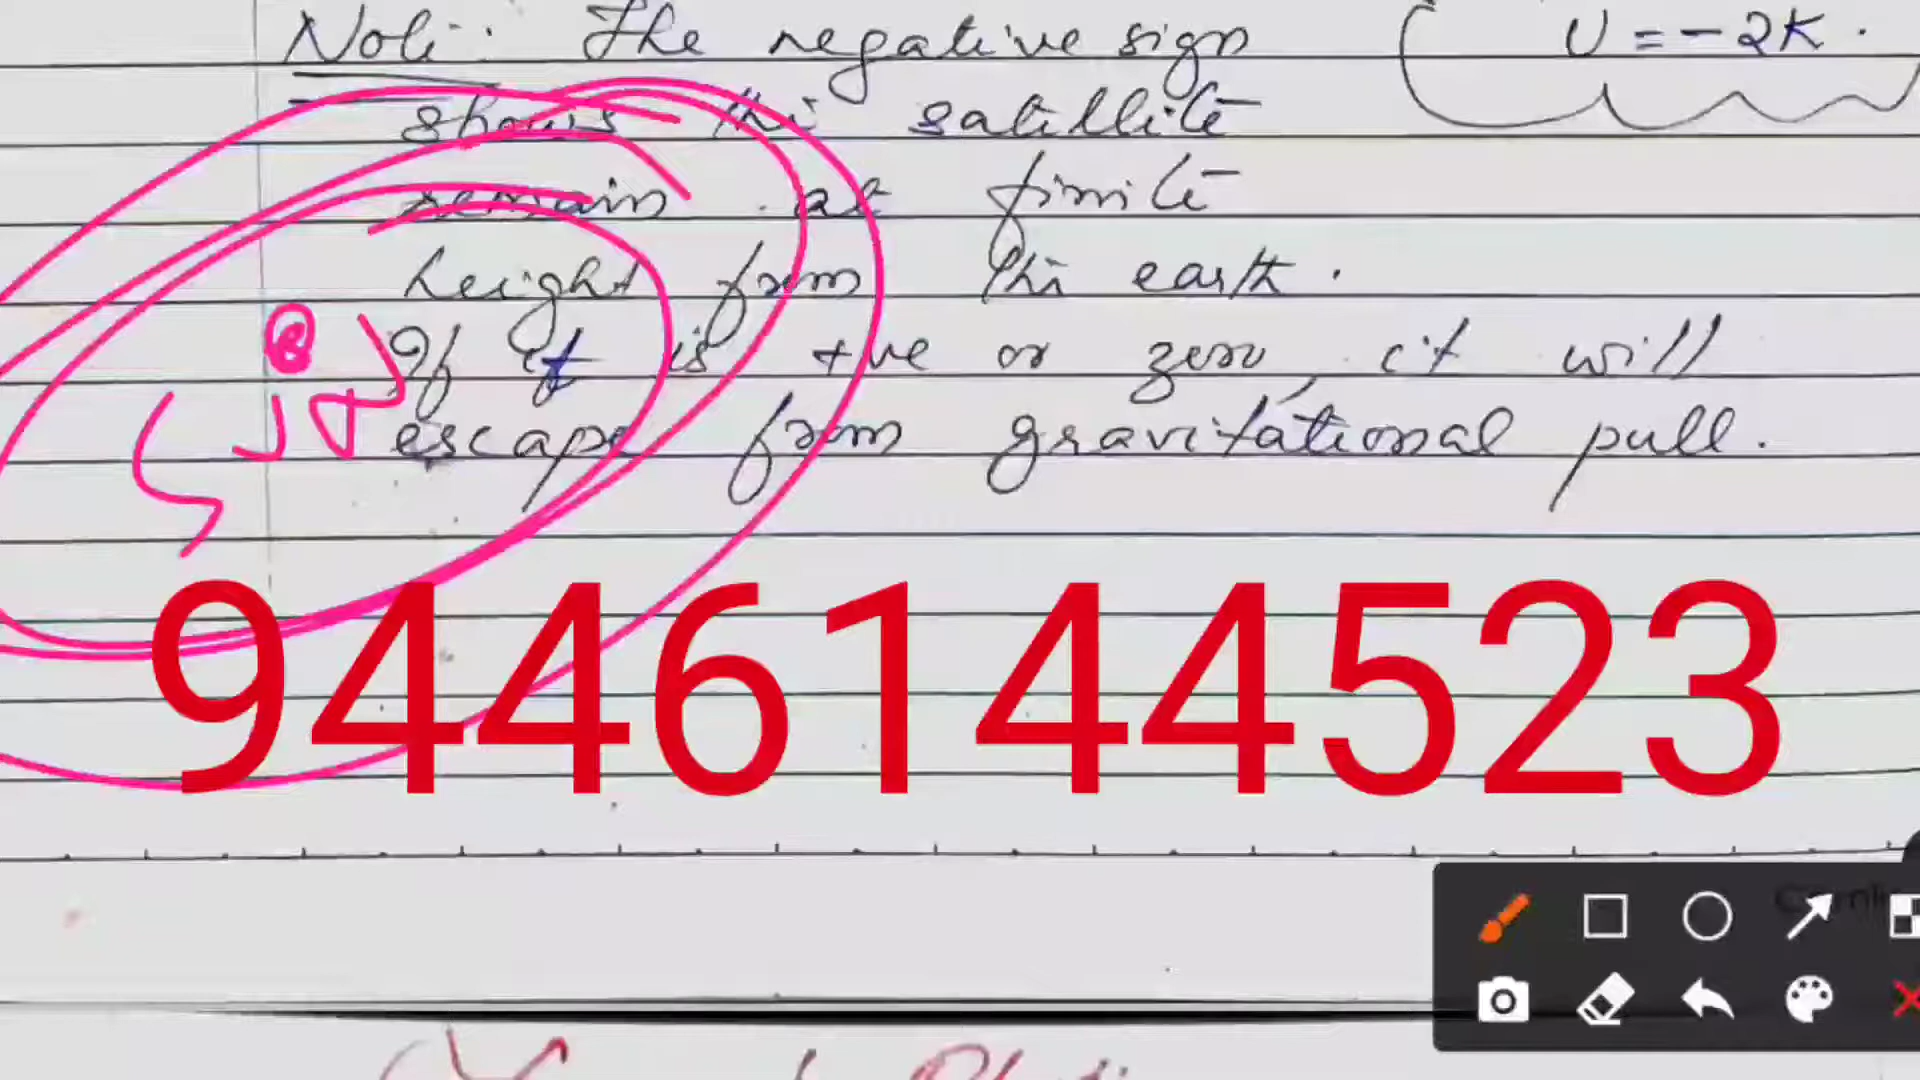 Note: The negative sign
U = - 2K.
shows the satellite
remain at finite
height from the earth.
If it is +ve or zero, it will
escape from gravitational pull.
9446144523